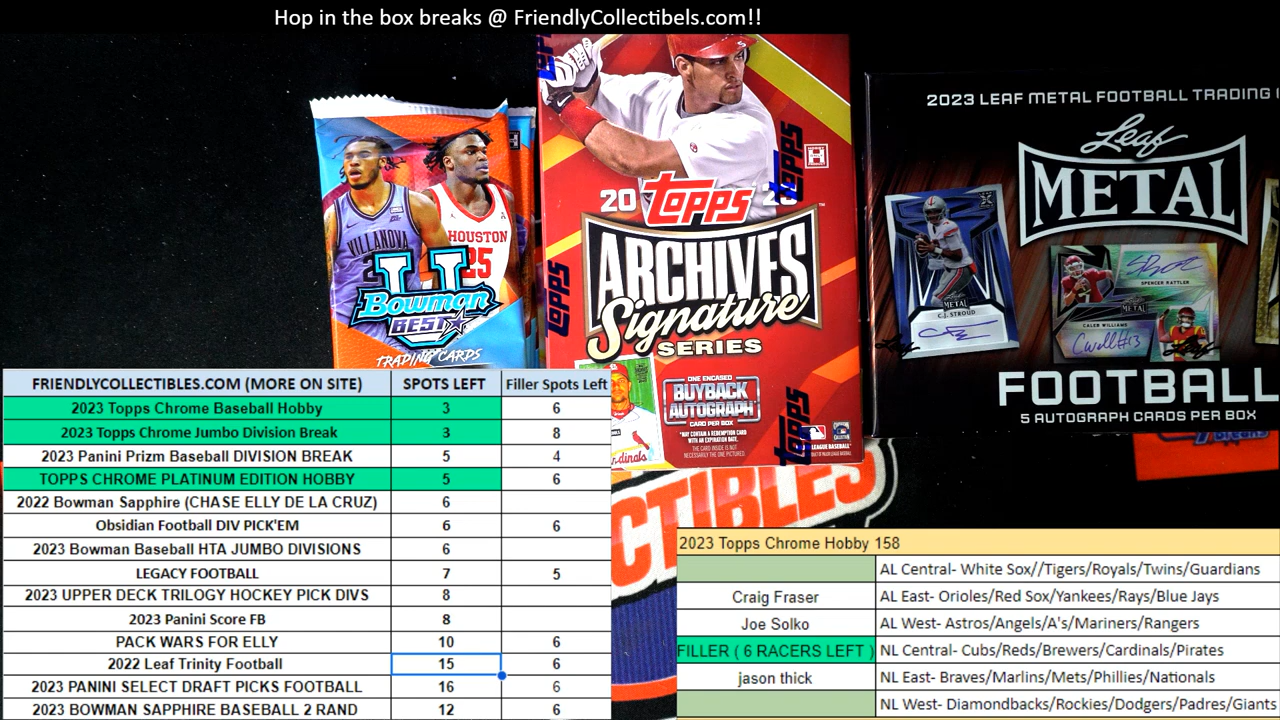 Hop in the box breaks @ FriendlyCollectibels.com!!
VILLANOVA
HOUSTON
25
U
Bowman
BEST
TRADING CARDS
topps
20 topps 23
ARCHIVES
Signature
SERIES
ONE ENCASED
BUYBACK
AUTOGRAPH
CARD PER BOX
topps
topps
2023 LEAF METAL FOOTBALL TRADING
Leaf
METAL
C.J. STROUD
SPENCER RATTLER
CALEB WILLIAMS
FOOTBALL
5 AUTOGRAPH CARDS PER BOX
CTIBLES
FRIENDLYCOLLECTIBLES.COM (MORE ON SITE) SPOTS LEFT Filler Spots Left
2023 Topps Chrome Baseball Hobby 3 6
2023 Topps Chrome Jumbo Division Break 3 8
2023 Panini Prizm Baseball DIVISION BREAK 5 4
TOPPS CHROME PLATINUM EDITION HOBBY 5 6
2022 Bowman Sapphire (CHASE ELLY DE LA CRUZ) 6
Obsidian Football DIV PICK'EM 6 6
2023 Bowman Baseball HTA JUMBO DIVISIONS 6
LEGACY FOOTBALL 7 5
2023 UPPER DECK TRILOGY HOCKEY PICK DIVS 8
2023 Panini Score FB 8
PACK WARS FOR ELLY 10 6
2022 Leaf Trinity Football 15 6
2023 PANINI SELECT DRAFT PICKS FOOTBALL 16 6
2023 BOWMAN SAPPHIRE BASEBALL 2 RAND 12 6
2023 Topps Chrome Hobby 158
AL Central- White Sox//Tigers/Royals/Twins/Guardians
Craig Fraser AL East- Orioles/Red Sox/Yankees/Rays/Blue Jays
Joe Solko AL West- Astros/Angels/A's/Mariners/Rangers
FILLER ( 6 RACERS LEFT ) NL Central- Cubs/Reds/Brewers/Cardinals/Pirates
jason thick NL East- Braves/Marlins/Mets/Phillies/Nationals
NL West- Diamondbacks/Rockies/Dodgers/Padres/Giants